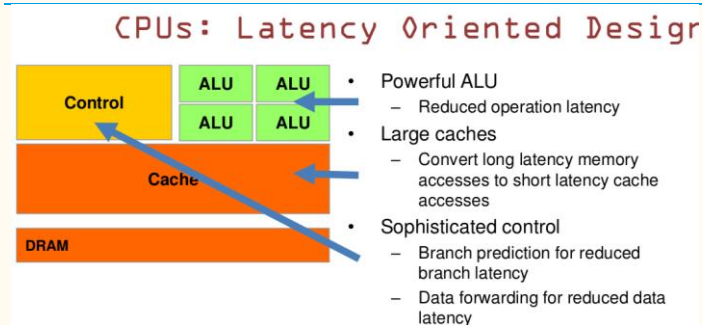 CPUs: Latency Oriented Desigr
Control
ALU ALU
ALU ALU
Cache
DRAM
• Powerful ALU
– Reduced operation latency
• Large caches
– Convert long latency memory
accesses to short latency cache
accesses
• Sophisticated control
– Branch prediction for reduced
branch latency
– Data forwarding for reduced data
latency